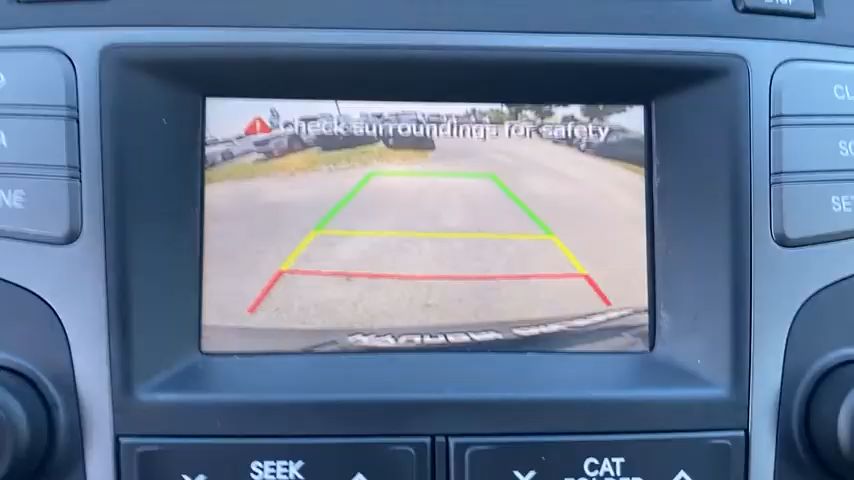 Check surroundings for safety
CL
SC
SE
NE
SEEK
CAT
FOLDER